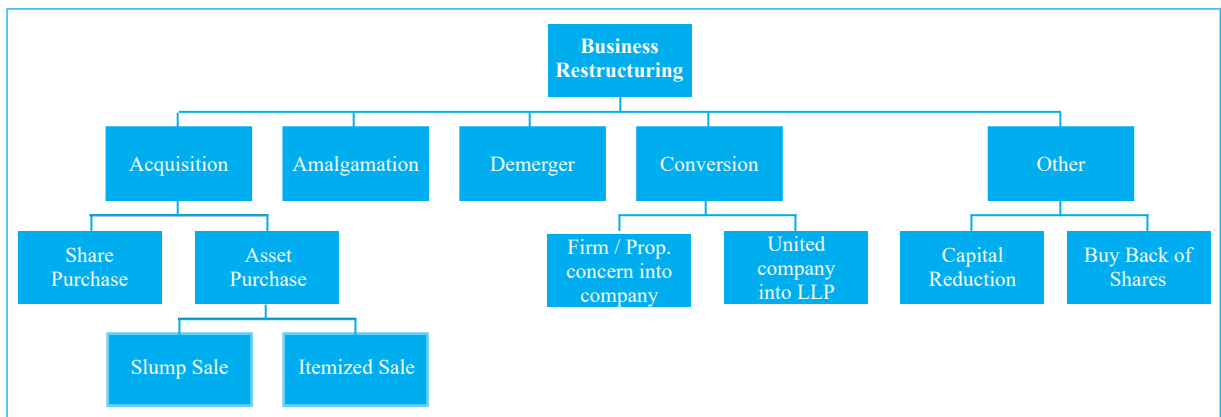 Business
Restructuring
Acquisition
Amalgamation
Demerger
Conversion
Other
Share
Purchase
Asset
Purchase
Firm / Prop.
concern into
company
United
company
into LLP
Capital
Reduction
Buy Back of
Shares
Slump Sale
Itemized Sale